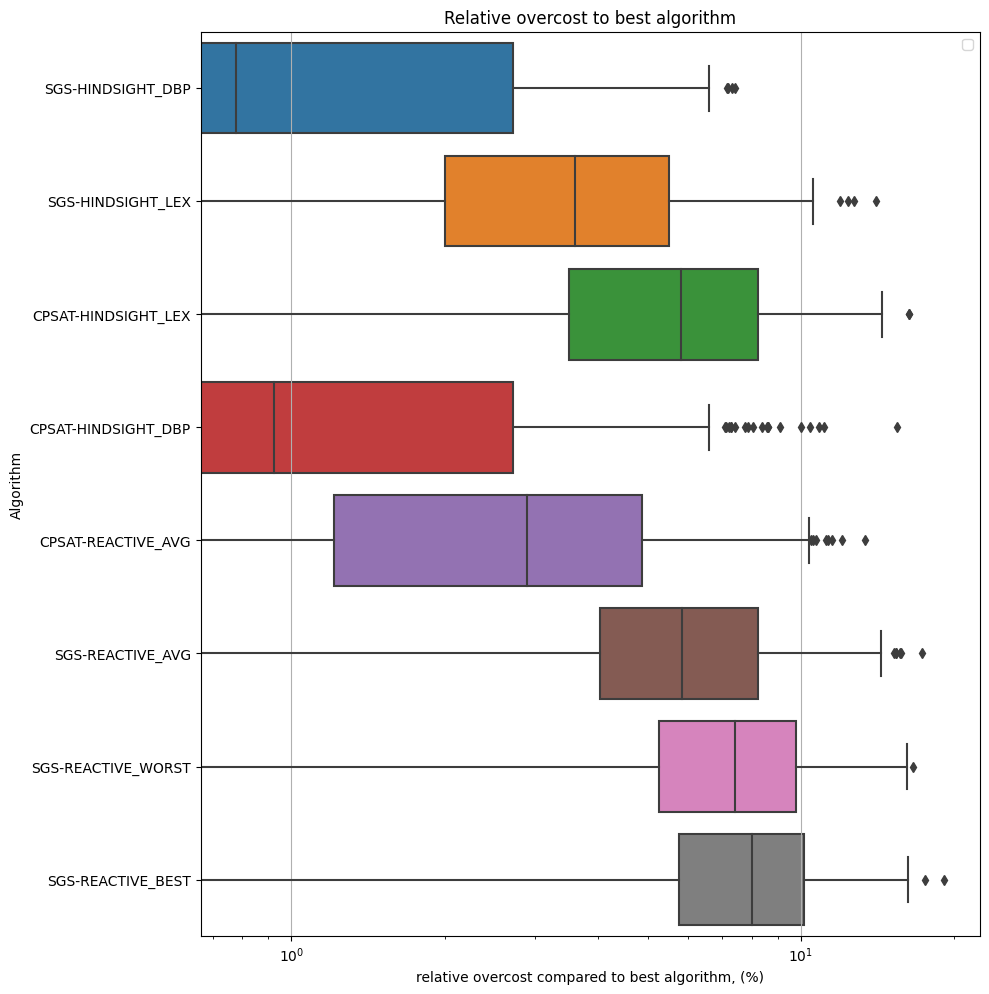 Relative overcost to best algorithm
SGS-HINDSIGHT_DBP
SGS-HINDSIGHT_LEX
CPSAT-HINDSIGHT_LEX
CPSAT-HINDSIGHT_DBP
CPSAT-REACTIVE_AVG
SGS-REACTIVE_AVG
SGS-REACTIVE_WORST
SGS-REACTIVE_BEST
Algorithm
10⁰
10¹
relative overcost compared to best algorithm, (%)